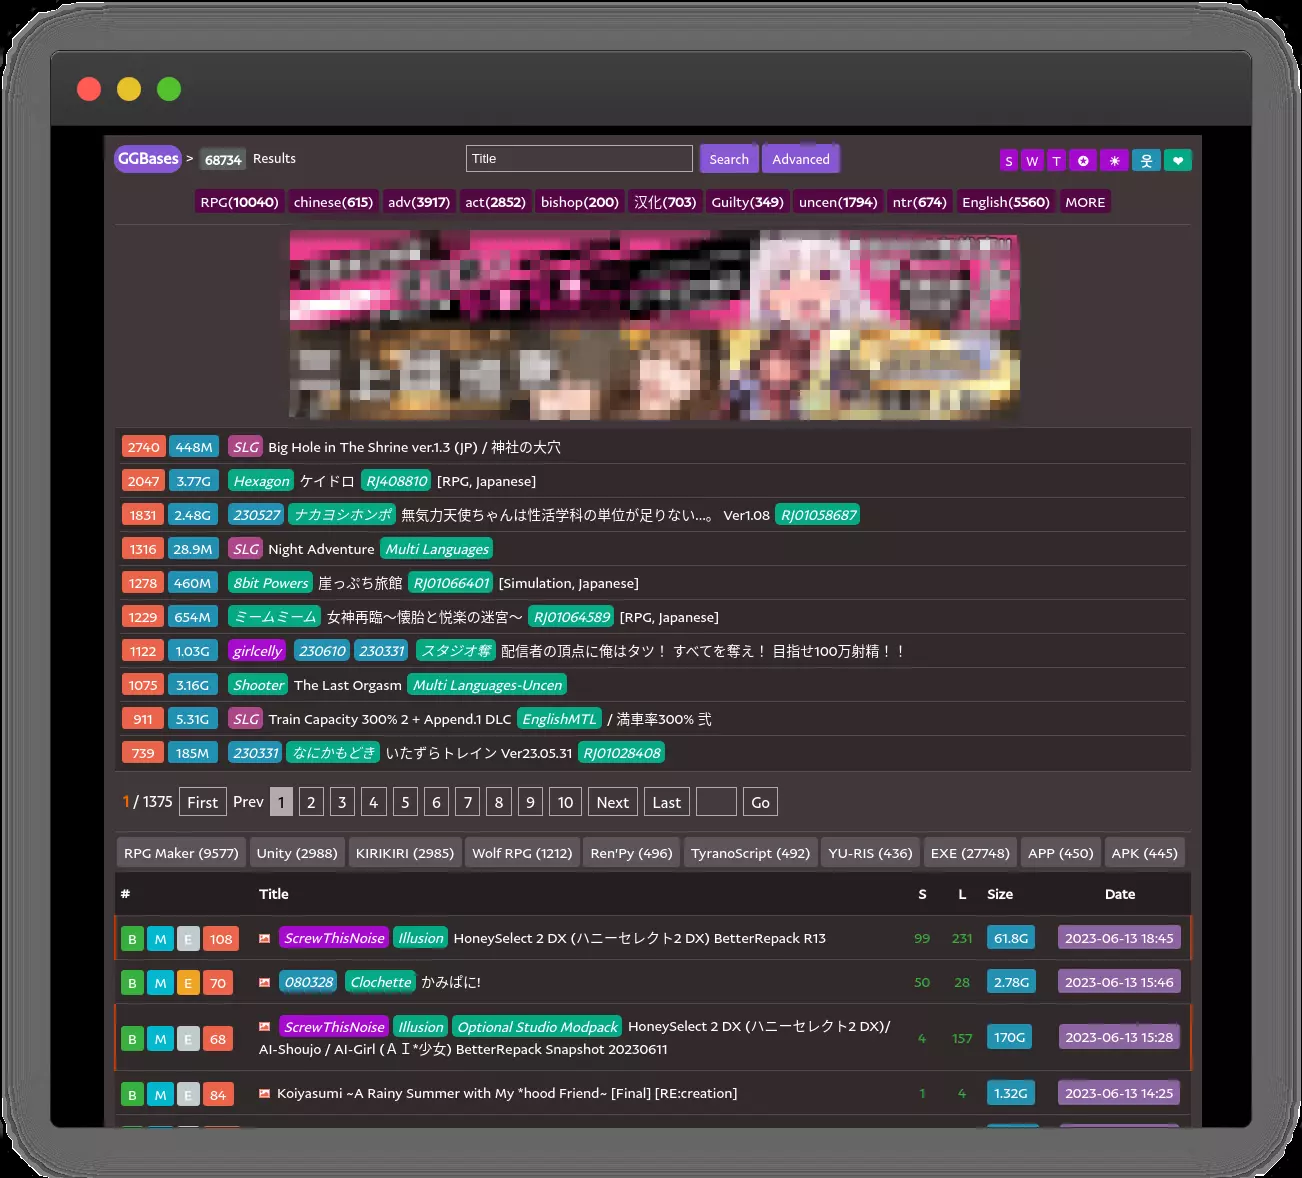 GGBases > 68734 Results Title Search Advanced S W T
RPG(10040) chinese(615) adv(3917) act(2852) bishop(200) 汉化(703) Guilty(349) uncen(1794) ntr(674) English(5560) MORE
2740 448M SLG Big Hole in The Shrine ver.1.3 (JP) / 神社の大穴
2047 3.77G Hexagon ケイドロ RJ408810 [RPG, Japanese]
1831 2.48G 230527 ナカヨシホンポ 無気力天使ちゃんは性活学科の単位が足りない…。 Ver1.08 RJ01058687
1316 28.9M SLG Night Adventure Multi Languages
1278 460M 8bit Powers 崖っぷち旅館 RJ01066401 [Simulation, Japanese]
1229 654M ミームミーム 女神再臨～懐胎と悦楽の迷宮～ RJ01064589 [RPG, Japanese]
1122 1.03G girlcelly 230610 230331 スタジオ奪 配信者の頂点に俺はタツ！ すべてを奪え！ 目指せ100万射精！！
1075 3.16G Shooter The Last Orgasm Multi Languages-Uncen
911 5.31G SLG Train Capacity 300% 2 + Append.1 DLC EnglishMTL / 満車率300% 弐
739 185M 230331 なにかもどき いたずらトレイン Ver23.05.31 RJ01028408
1 / 1375 First Prev 1 2 3 4 5 6 7 8 9 10 Next Last Go
RPG Maker (9577) Unity (2988) KIRIKIRI (2985) Wolf RPG (1212) Ren'Py (496) TyranoScript (492) YU-RIS (436) EXE (27748) APP (450) APK (445)
# Title S L Size Date
B M E 108 ScrewThisNoise Illusion HoneySelect 2 DX (ハニーセレクト2 DX) BetterRepack R13 99 231 61.8G 2023-06-13 18:45
B M E 70 080328 Clochette かみぱに! 50 28 2.78G 2023-06-13 15:46
B M E 68 ScrewThisNoise Illusion Optional Studio Modpack HoneySelect 2 DX (ハニーセレクト2 DX)/ 4 157 170G 2023-06-13 15:28
AI-Shoujo / AI-Girl (ＡＩ*少女) BetterRepack Snapshot 20230611
B M E 84 Koiyasumi ~A Rainy Summer with My *hood Friend~ [Final] [RE:creation] 1 4 1.32G 2023-06-13 14:25